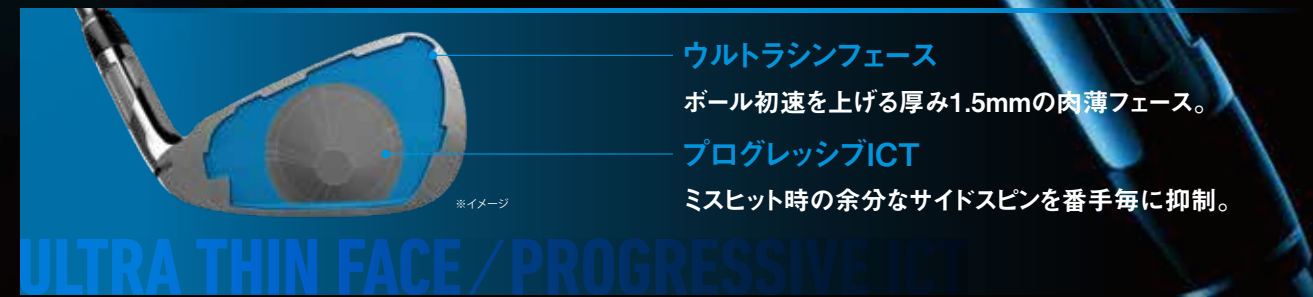 ウルトラシンフェース
ボール初速を上げる厚み1.5mmの肉薄フェース。
プログレッシブICT
ミスヒット時の余分なサイドスピンを番手毎に抑制。
※イメージ
ULTRA THIN FACE/PROGRESSIVE ICT